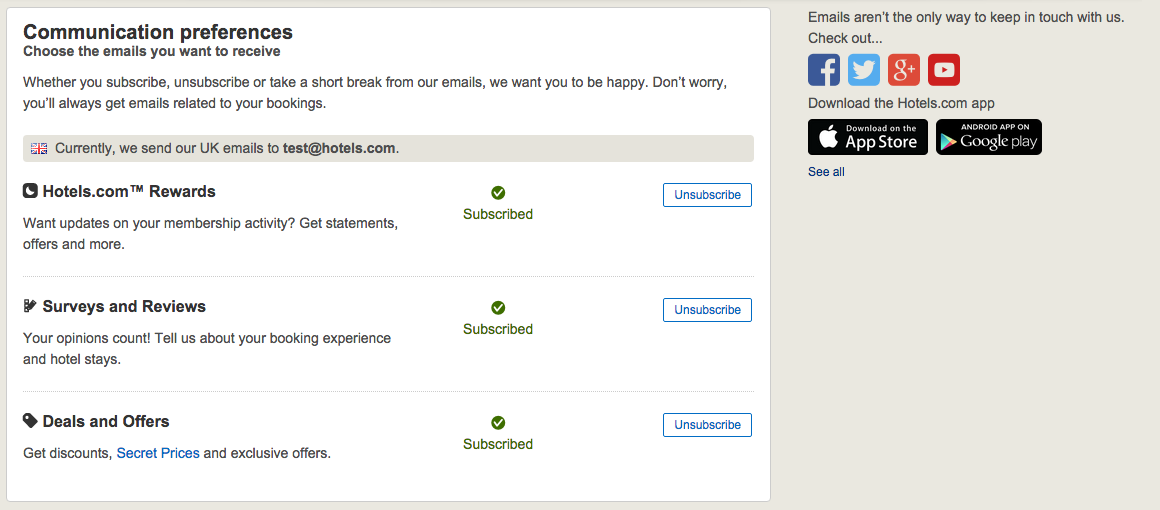 Communication preferences
Choose the emails you want to receive
Whether you subscribe, unsubscribe or take a short break from our emails, we want you to be happy. Don’t worry,
you’ll always get emails related to your bookings.
Currently, we send our UK emails to test@hotels.com.
Hotels.com™ Rewards
Subscribed
Unsubscribe
Want updates on your membership activity? Get statements,
offers and more.
Surveys and Reviews
Subscribed
Unsubscribe
Your opinions count! Tell us about your booking experience
and hotel stays.
Deals and Offers
Subscribed
Unsubscribe
Get discounts, Secret Prices and exclusive offers.
Emails aren’t the only way to keep in touch with us.
Check out...
f
g+
Download the Hotels.com app
Download on the
App Store
ANDROID APP ON
Google play
See all